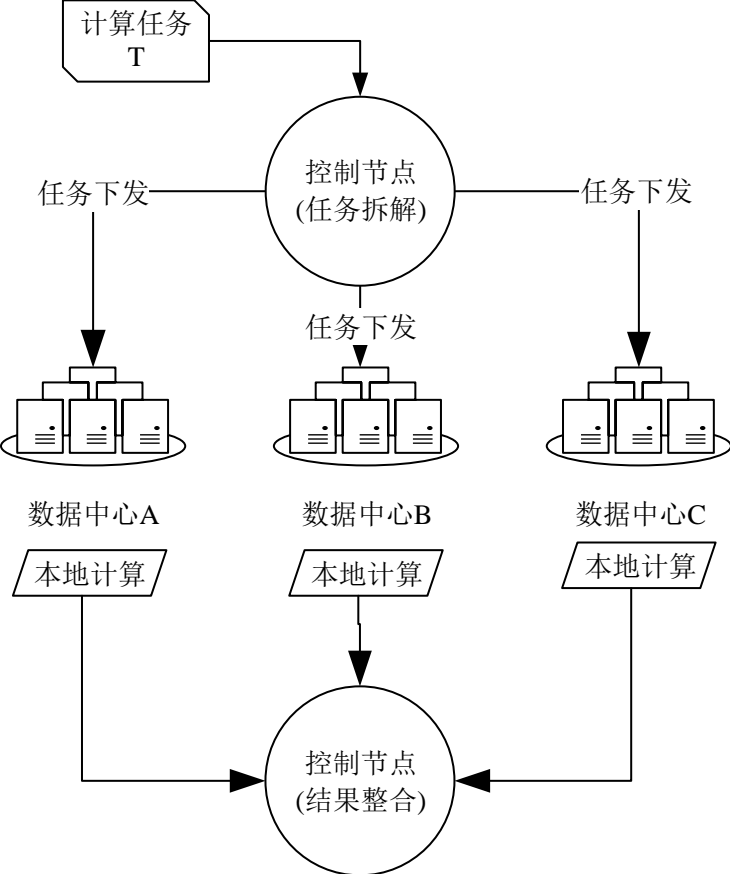 计算任务
T
控制节点
(任务拆解)
任务下发
任务下发
任务下发
数据中心A
数据中心B
数据中心C
本地计算
本地计算
本地计算
控制节点
(结果整合)